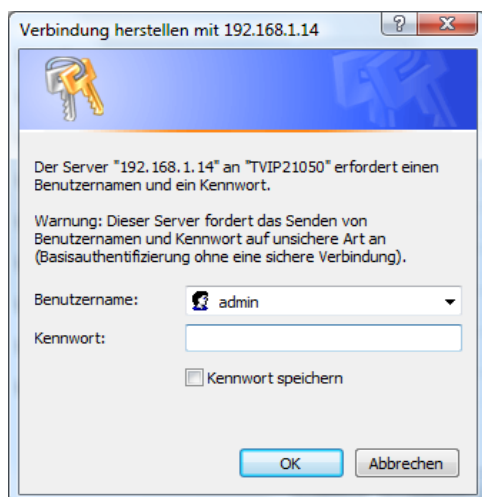 Verbindung herstellen mit 192.168.1.14
Der Server "192.168.1.14" an "TVIP21050" erfordert einen
Benutzernamen und ein Kennwort.
Warnung: Dieser Server fordert das Senden von
Benutzernamen und Kennwort auf unsichere Art an
(Basisauthentifizierung ohne eine sichere Verbindung).
Benutzername:
admin
Kennwort:
Kennwort speichern
OK
Abbrechen